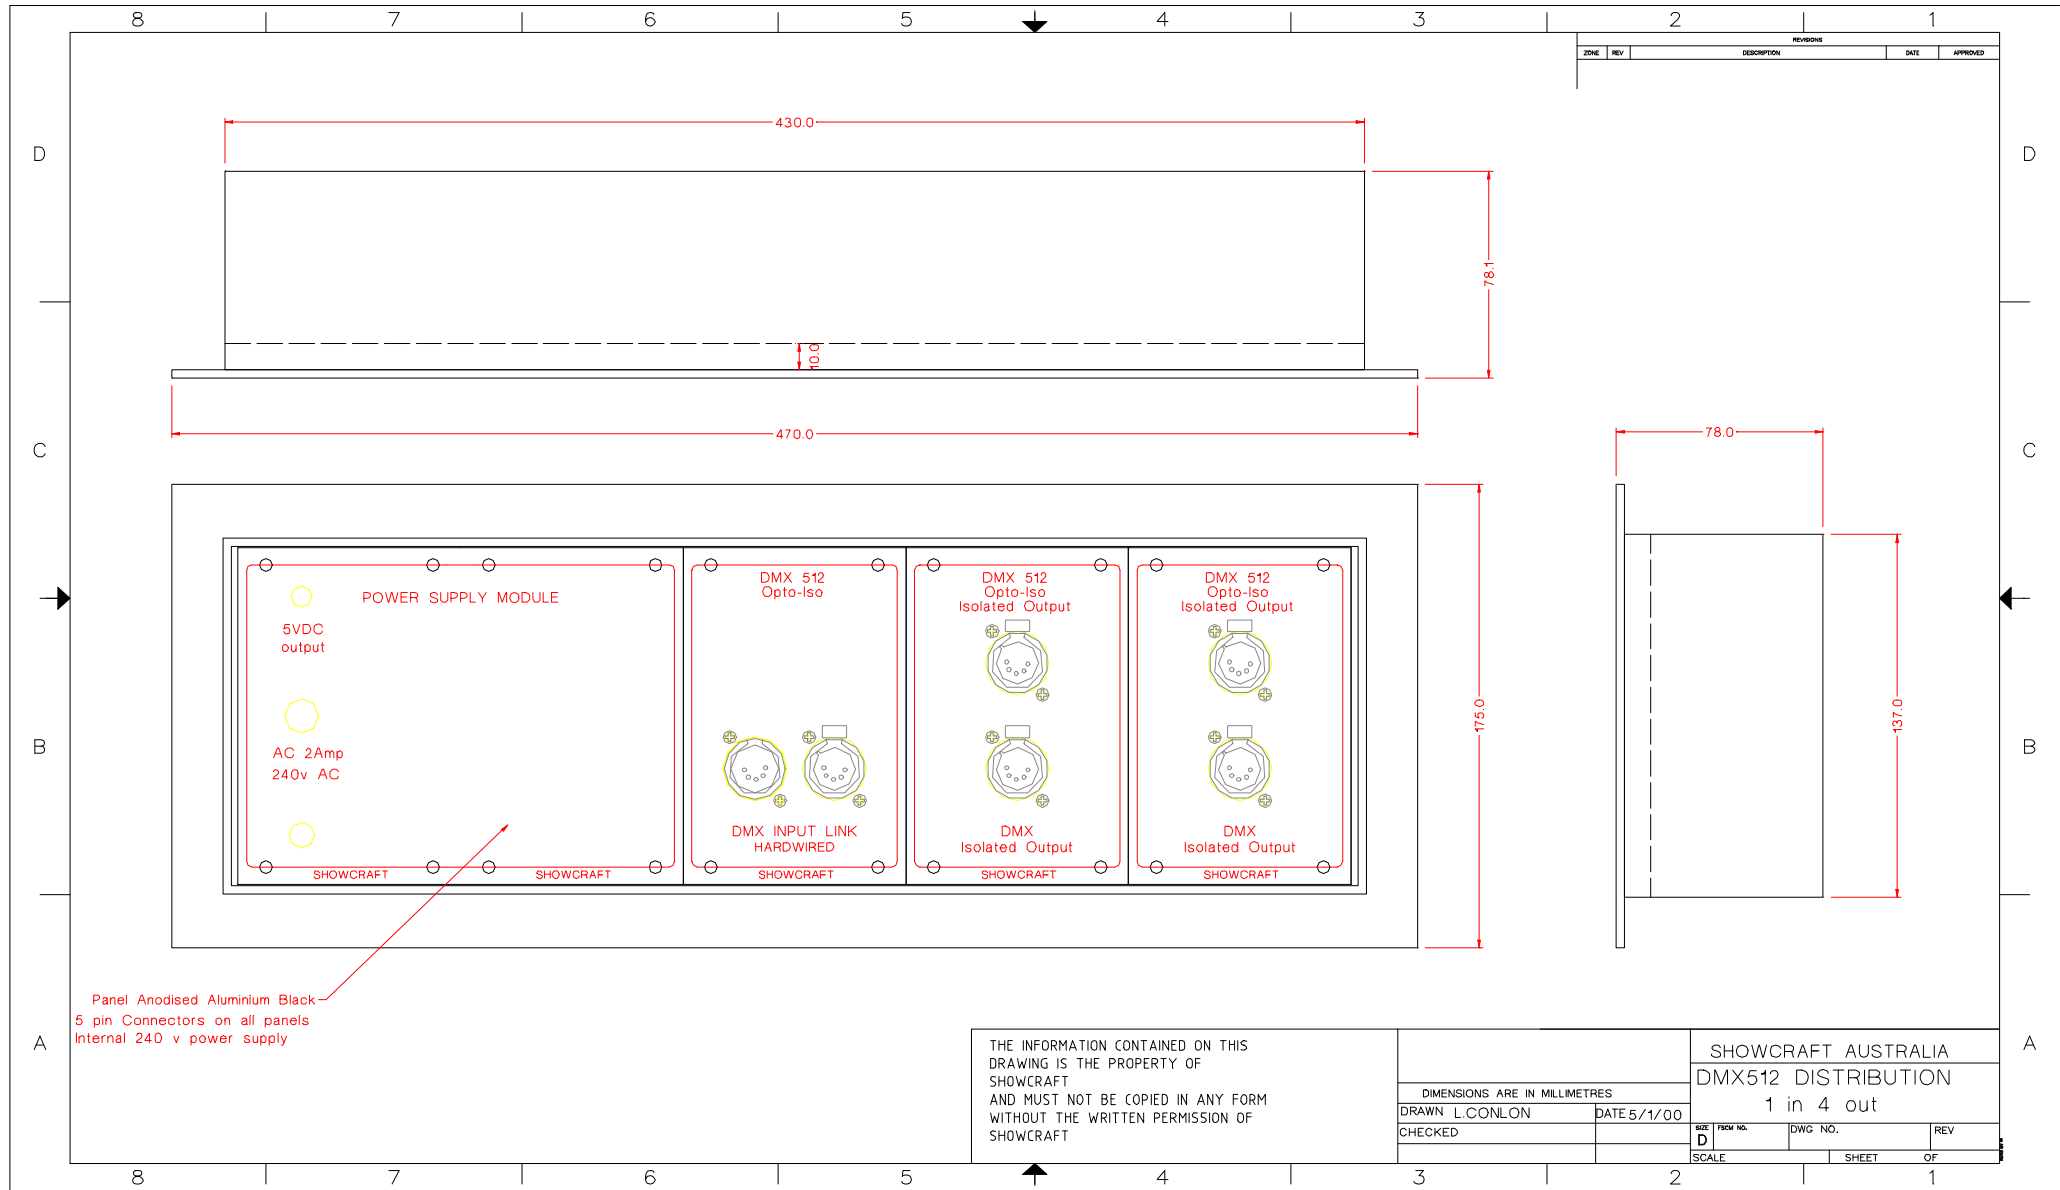 8 7 6 5 4 3 2 1
REVISIONS
ZONE REV DESCRIPTION DATE APPROVED
D D
430.0
78.1
10.0
470.0
C C
78.0
175.0
137.0
POWER SUPPLY MODULE
5VDC
output
AC 2Amp
240v AC
SHOWCRAFT SHOWCRAFT
DMX 512
Opto-Iso
DMX INPUT LINK
HARDWIRED
SHOWCRAFT
DMX 512
Opto-Iso
Isolated Output
DMX
Isolated Output
SHOWCRAFT
DMX 512
Opto-Iso
Isolated Output
DMX
Isolated Output
SHOWCRAFT
B B
Panel Anodised Aluminium Black
5 pin Connectors on all panels
Internal 240 v power supply
A A
THE INFORMATION CONTAINED ON THIS
DRAWING IS THE PROPERTY OF
SHOWCRAFT
AND MUST NOT BE COPIED IN ANY FORM
WITHOUT THE WRITTEN PERMISSION OF
SHOWCRAFT
DIMENSIONS ARE IN MILLIMETRES
DRAWN L.CONLON DATE 5/1/00
CHECKED
SHOWCRAFT AUSTRALIA
DMX512 DISTRIBUTION
1 in 4 out
SIZE FSCM NO. DWG NO. REV
D
SCALE SHEET OF
8 7 6 5 4 3 2 1